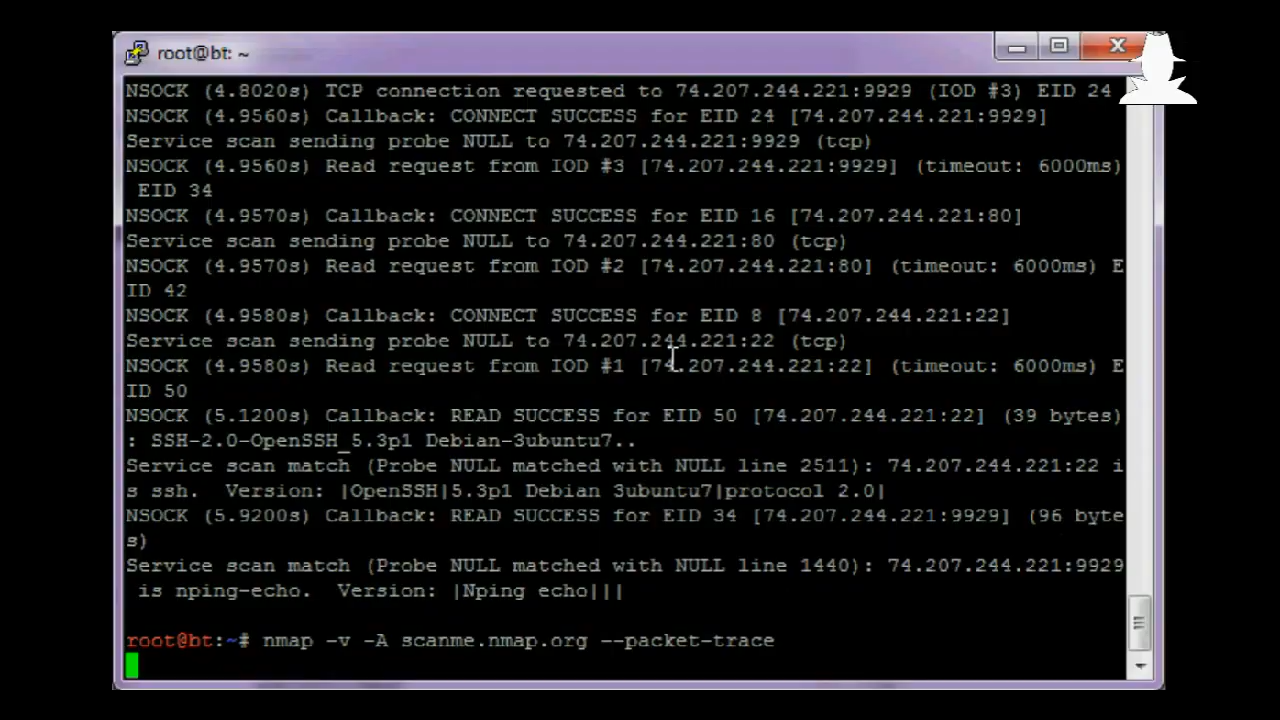 root@bt: ~
NSOCK (4.8020s) TCP connection requested to 74.207.244.221:9929 (IOD #3) EID 24
NSOCK (4.9560s) Callback: CONNECT SUCCESS for EID 24 [74.207.244.221:9929]
Service scan sending probe NULL to 74.207.244.221:9929 (tcp)
NSOCK (4.9560s) Read request from IOD #3 [74.207.244.221:9929] (timeout: 6000ms)
 EID 34
NSOCK (4.9570s) Callback: CONNECT SUCCESS for EID 16 [74.207.244.221:80]
Service scan sending probe NULL to 74.207.244.221:80 (tcp)
NSOCK (4.9570s) Read request from IOD #2 [74.207.244.221:80] (timeout: 6000ms) E
ID 42
NSOCK (4.9580s) Callback: CONNECT SUCCESS for EID 8 [74.207.244.221:22]
Service scan sending probe NULL to 74.207.244.221:22 (tcp)
NSOCK (4.9580s) Read request from IOD #1 [74.207.244.221:22] (timeout: 6000ms) E
ID 50
NSOCK (5.1200s) Callback: READ SUCCESS for EID 50 [74.207.244.221:22] (39 bytes)
: SSH-2.0-OpenSSH_5.3p1 Debian-3ubuntu7..
Service scan match (Probe NULL matched with NULL line 2511): 74.207.244.221:22 i
s ssh.  Version: |OpenSSH|5.3p1 Debian 3ubuntu7|protocol 2.0|
NSOCK (5.9200s) Callback: READ SUCCESS for EID 34 [74.207.244.221:9929] (96 byte
s)
Service scan match (Probe NULL matched with NULL line 1440): 74.207.244.221:9929
 is nping-echo.  Version: |Nping echo|||
root@bt:~# nmap -v -A scanme.nmap.org --packet-trace